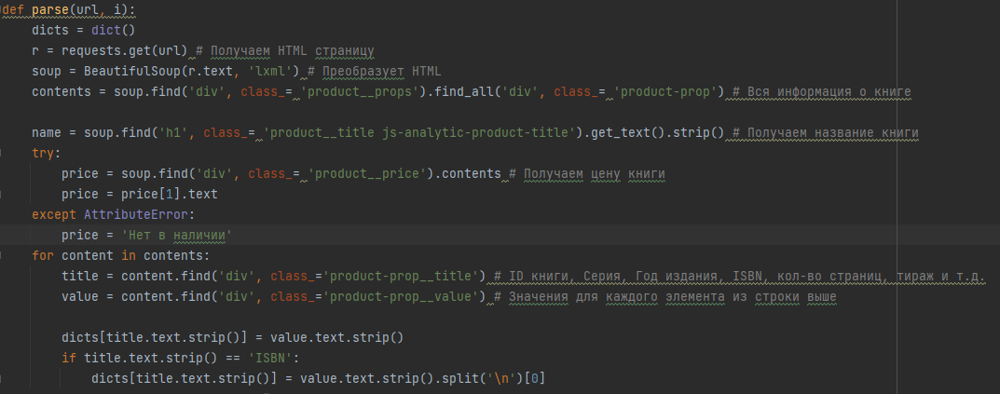 def parse(url, i):
dicts = dict()
r = requests.get(url) # Получаем HTML страницу
soup = BeautifulSoup(r.text, 'lxml') # Преобразует HTML
contents = soup.find('div', class_= 'product__props').find_all('div', class_= 'product-prop') # Вся информация о книге
name = soup.find('h1', class_= 'product__title js-analytic-product-title').get_text().strip() # Получаем название книги
try:
price = soup.find('div', class_= 'product__price').contents # Получаем цену книги
price = price[1].text
except AttributeError:
price = 'Нет в наличии'
for content in contents:
title = content.find('div', class_='product-prop__title') # ID книги, Серия, Год издания, ISBN, кол-во страниц, тираж и т.д.
value = content.find('div', class_='product-prop__value') # Значения для каждого элемента из строки выше
dicts[title.text.strip()] = value.text.strip()
if title.text.strip() == 'ISBN':
dicts[title.text.strip()] = value.text.strip().split('\n')[0]